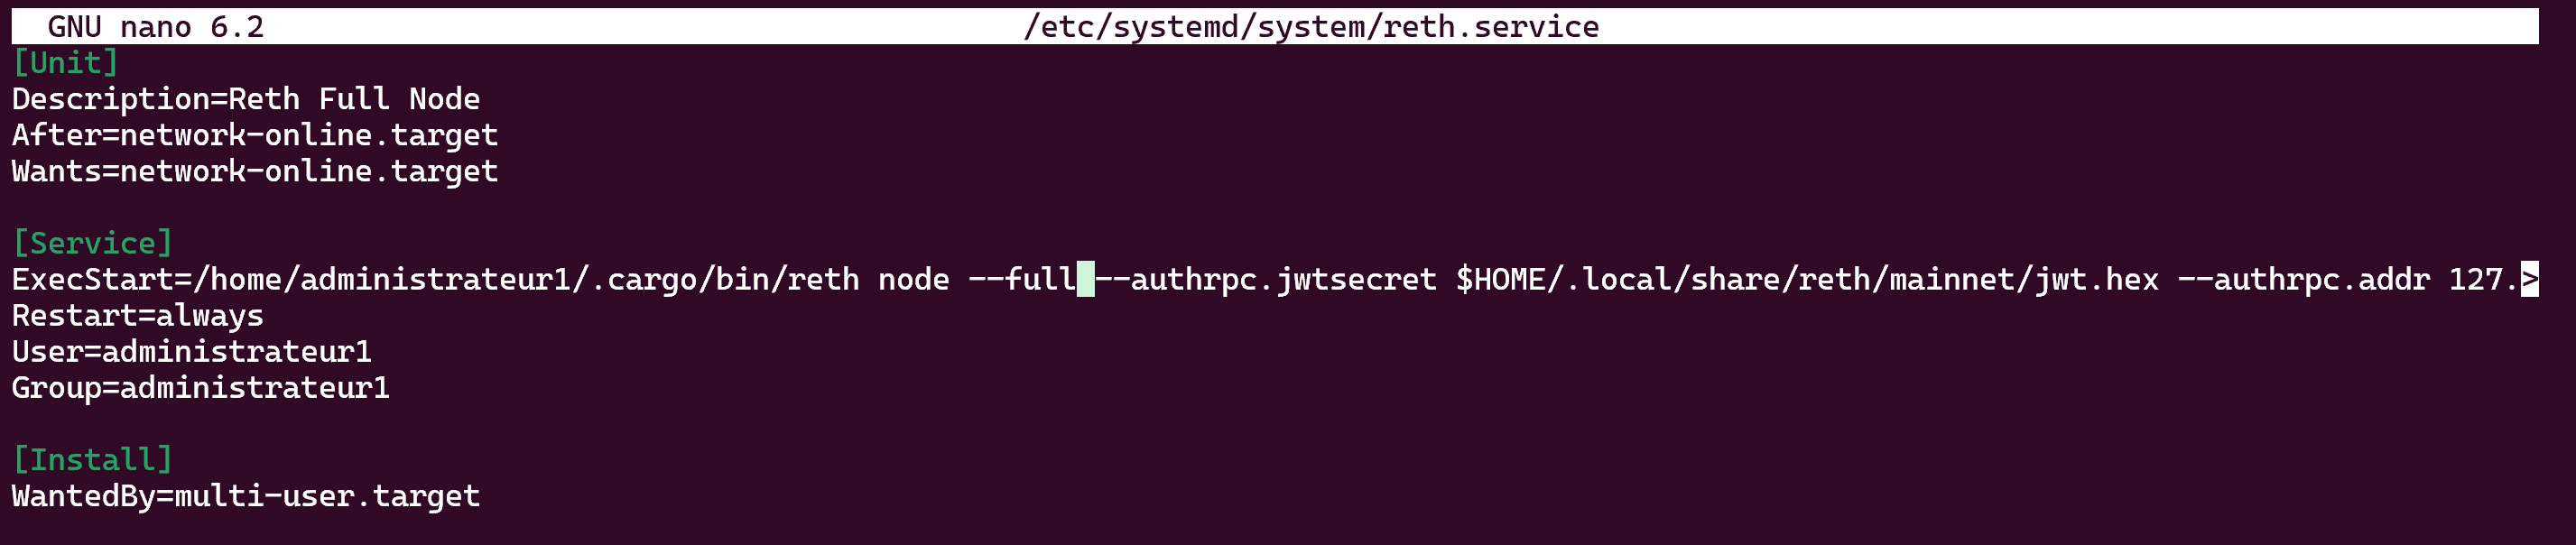 GNU nano 6.2 /etc/systemd/system/reth.service
[Unit]
Description=Reth Full Node
After=network-online.target
Wants=network-online.target
[Service]
ExecStart=/home/administrateur1/.cargo/bin/reth node --full --authrpc.jwtsecret $HOME/.local/share/reth/mainnet/jwt.hex --authrpc.addr 127.>
Restart=always
User=administrateur1
Group=administrateur1
[Install]
WantedBy=multi-user.target